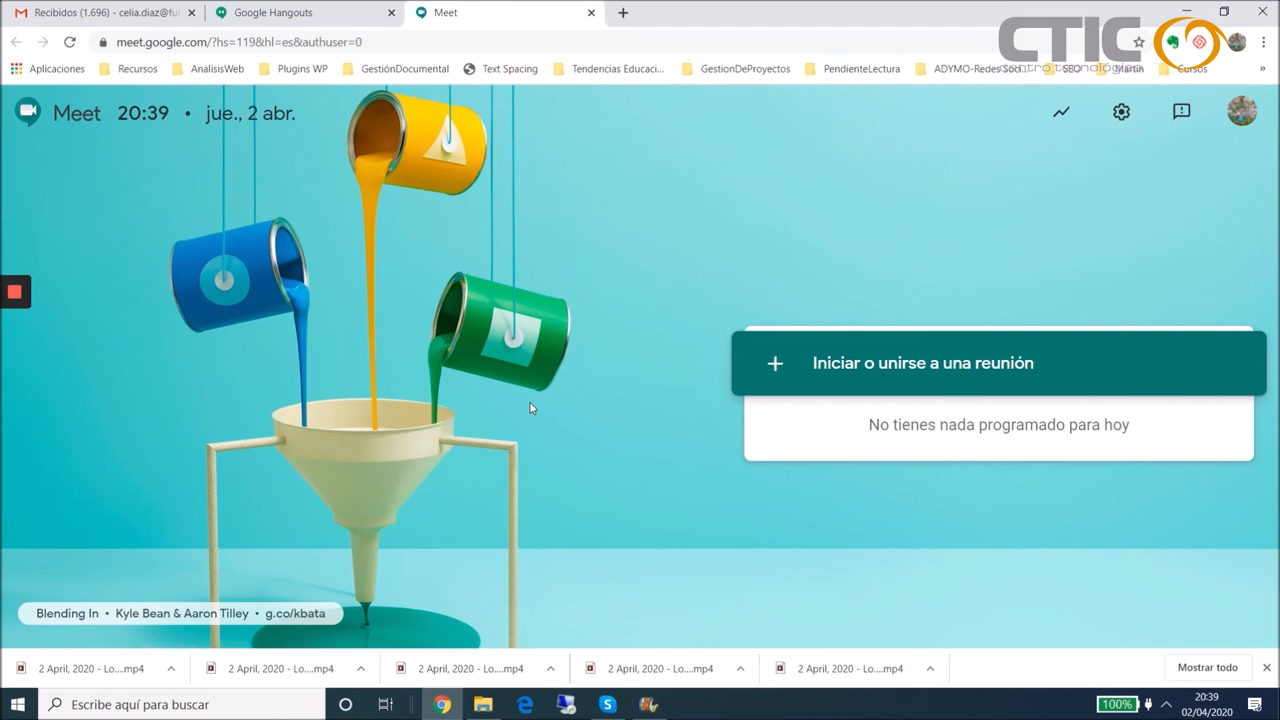 Recibidos (1.696) - celia.diaz@fu
Google Hangouts
Meet
meet.google.com/?hs=119&hl=es&authuser=0
CTIC
Aplicaciones
Recursos
AnalisisWeb
Plugins WP
GestiónDocumental
Text Spacing
Tendencias Educaci...
GestionDeProyectos
PendienteLectura
ADYMO-Redes Soci...
SEO
Martin
Cursos
»
Meet 20:39 • jue., 2 abr.
Iniciar o unirse a una reunión
No tienes nada programado para hoy
Blending In • Kyle Bean & Aaron Tilley • g.co/kbata
2 April, 2020 - Lo....mp4
2 April, 2020 - Lo....mp4
2 April, 2020 - Lo....mp4
2 April, 2020 - Lo....mp4
2 April, 2020 - Lo....mp4
Mostrar todo
Escribe aquí para buscar
100%
20:39
02/04/2020